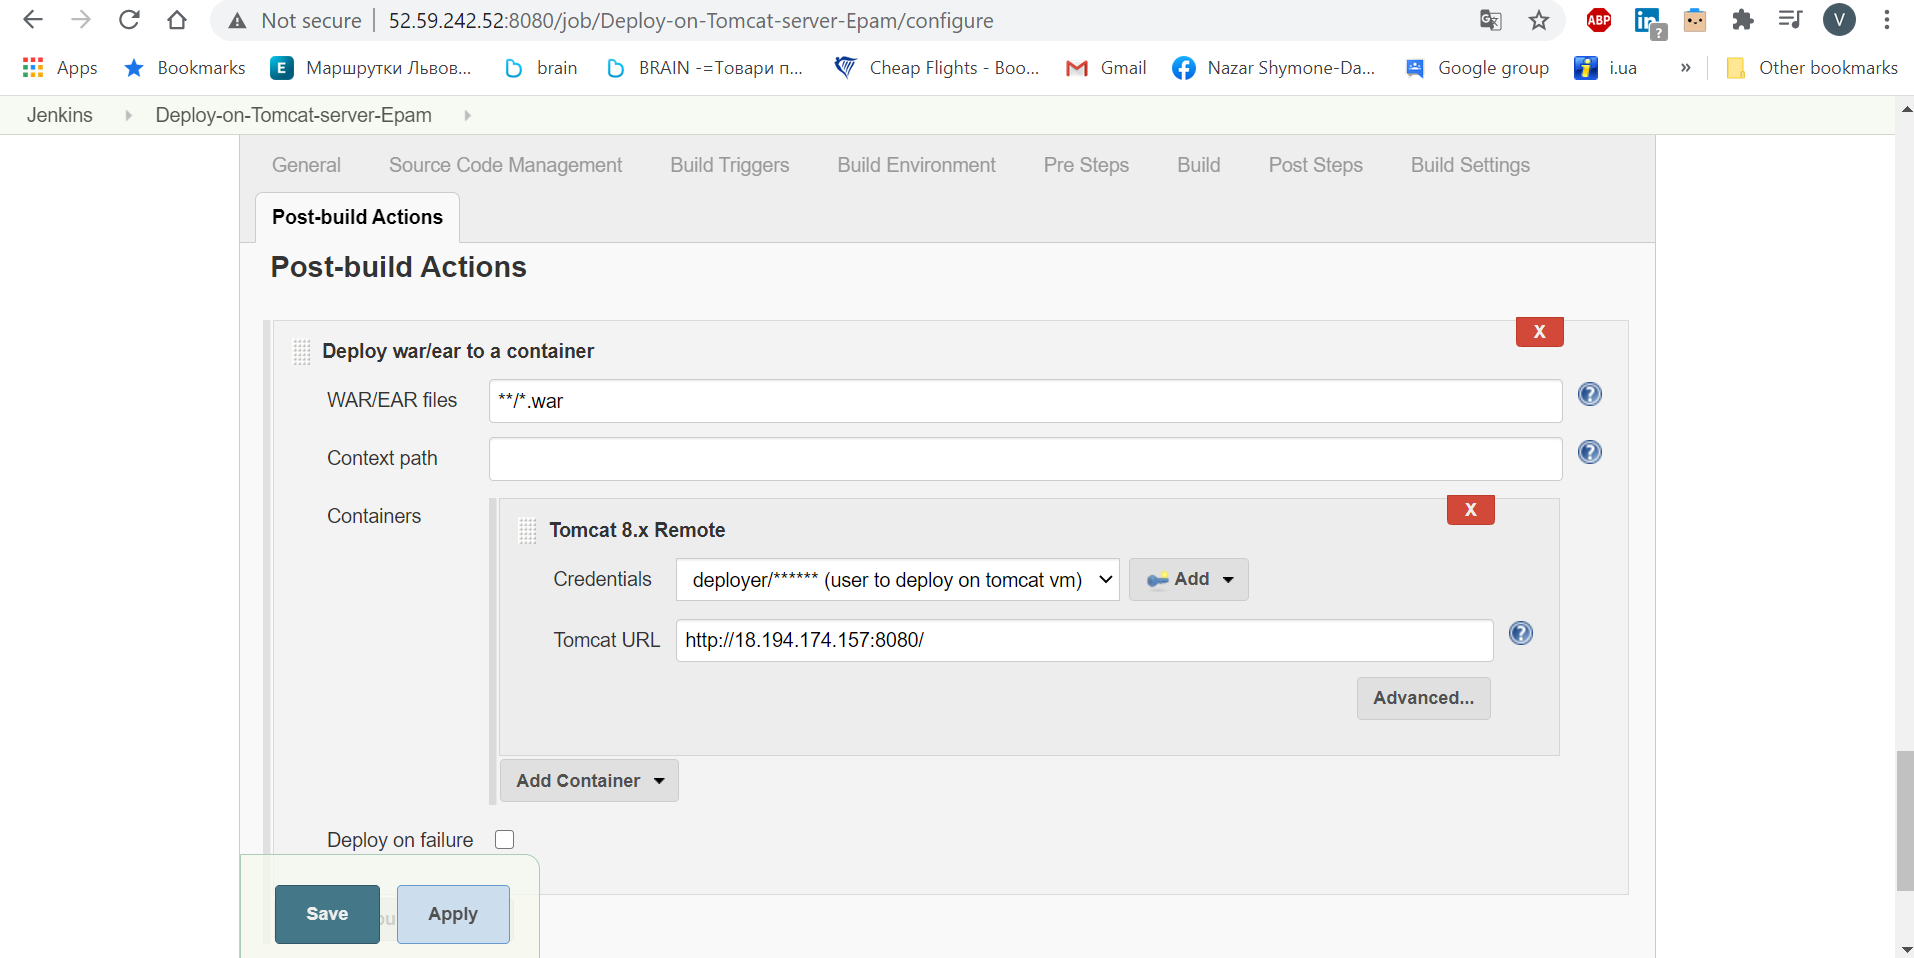 Not secure 52.59.242.52:8080/job/Deploy-on-Tomcat-server-Epam/configure ABP in ? V
Apps Bookmarks E Маршрутки Львов... brain BRAIN -=Товари п... Cheap Flights - Boo... Gmail Nazar Shymone-Da... Google group i i.ua » Other bookmarks
Jenkins Deploy-on-Tomcat-server-Epam
General Source Code Management Build Triggers Build Environment Pre Steps Build Post Steps Build Settings
Post-build Actions
Post-build Actions
X
Deploy war/ear to a container
WAR/EAR files **/*.war ?
Context path ?
Containers
X
Tomcat 8.x Remote
Credentials deployer/****** (user to deploy on tomcat vm) Add
Tomcat URL http://18.194.174.157:8080/ ?
Advanced...
Add Container
Deploy on failure
Save Apply